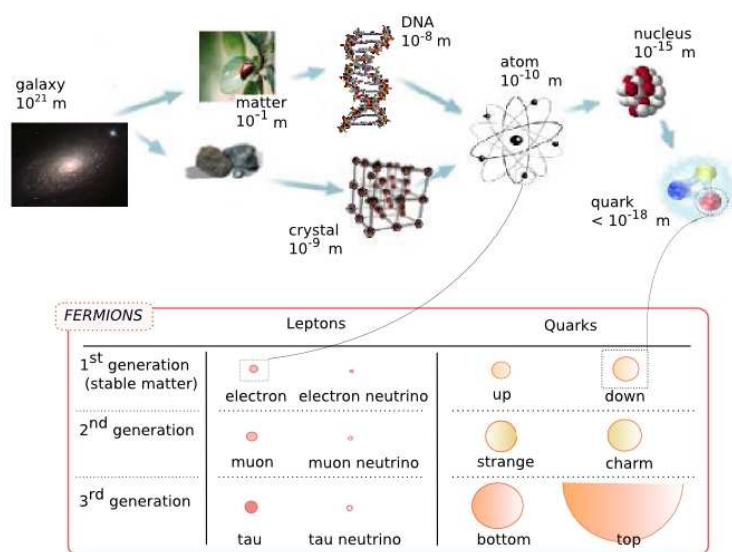 galaxy
10²¹ m
matter
10⁻¹ m
DNA
10⁻⁸ m
crystal
10⁻⁹ m
atom
10⁻¹⁰ m
nucleus
10⁻¹⁵ m
quark
< 10⁻¹⁸ m
FERMIONS
Leptons Quarks
1st generation
(stable matter)
electron electron neutrino up down
2nd generation
muon muon neutrino strange charm
3rd generation
tau tau neutrino bottom top